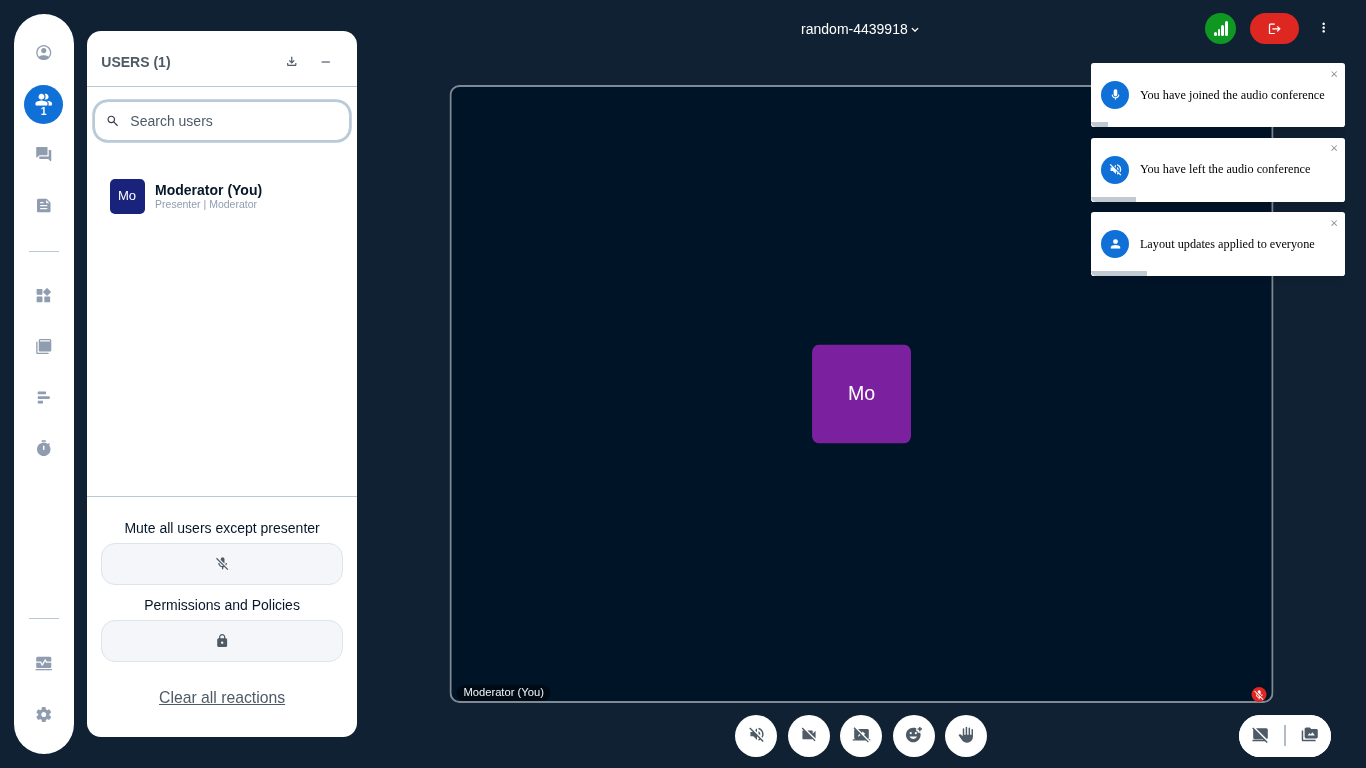 random-4439918
USERS (1)
1
Search users
Mo
Moderator (You)
Presenter | Moderator
Mute all users except presenter
Permissions and Policies
Clear all reactions
You have joined the audio conference
You have left the audio conference
Layout updates applied to everyone
Mo
Moderator (You)